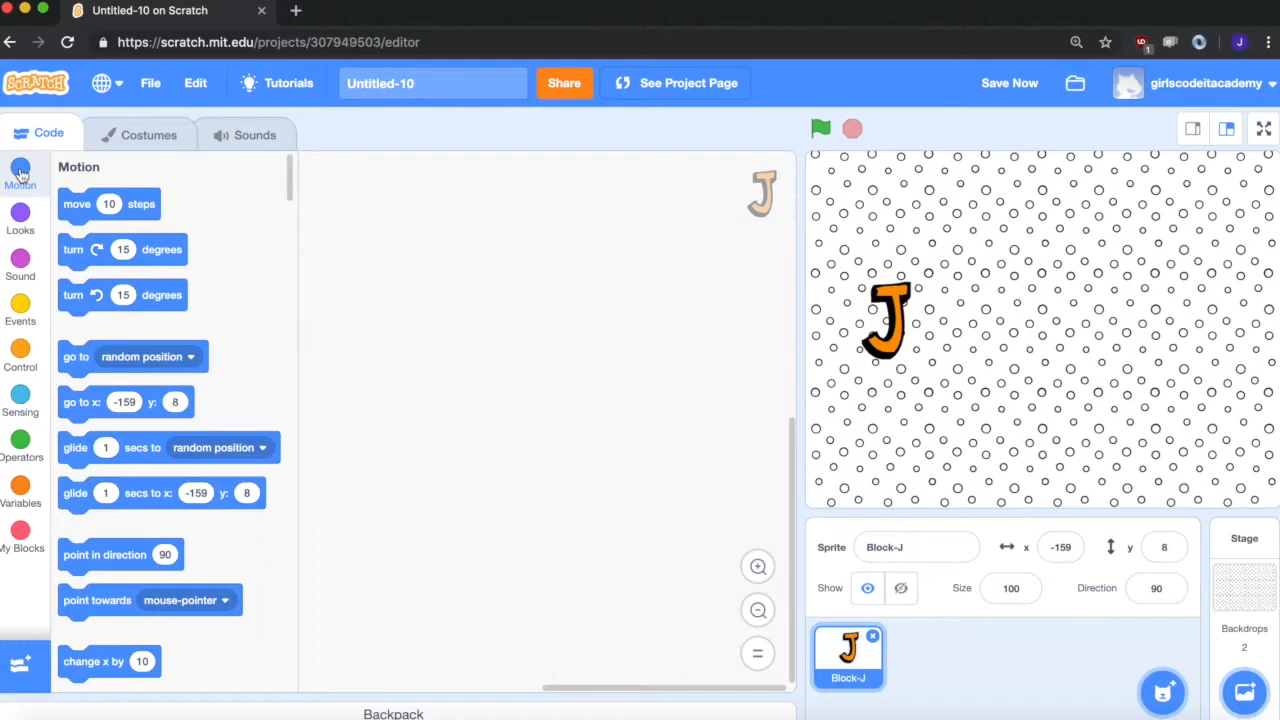 Untitled-10 on Scratch
https://scratch.mit.edu/projects/307949503/editor
UD
1
J
SCRATCH
File
Edit
Tutorials
Untitled-10
Share
See Project Page
Save Now
girlscodeitacademy
Code
Costumes
Sounds
Motion
Looks
Sound
Events
Control
Sensing
Operators
Variables
My Blocks
Motion
move 10 steps
turn 15 degrees
turn 15 degrees
go to random position
go to x: -159 y: 8
glide 1 secs to random position
glide 1 secs to x: -159 y: 8
point in direction 90
point towards mouse-pointer
change x by 10
J
J
Sprite Block-J x -159 y 8
Show Size 100 Direction 90
J
Block-J
Stage
Backdrops
2
Backpack